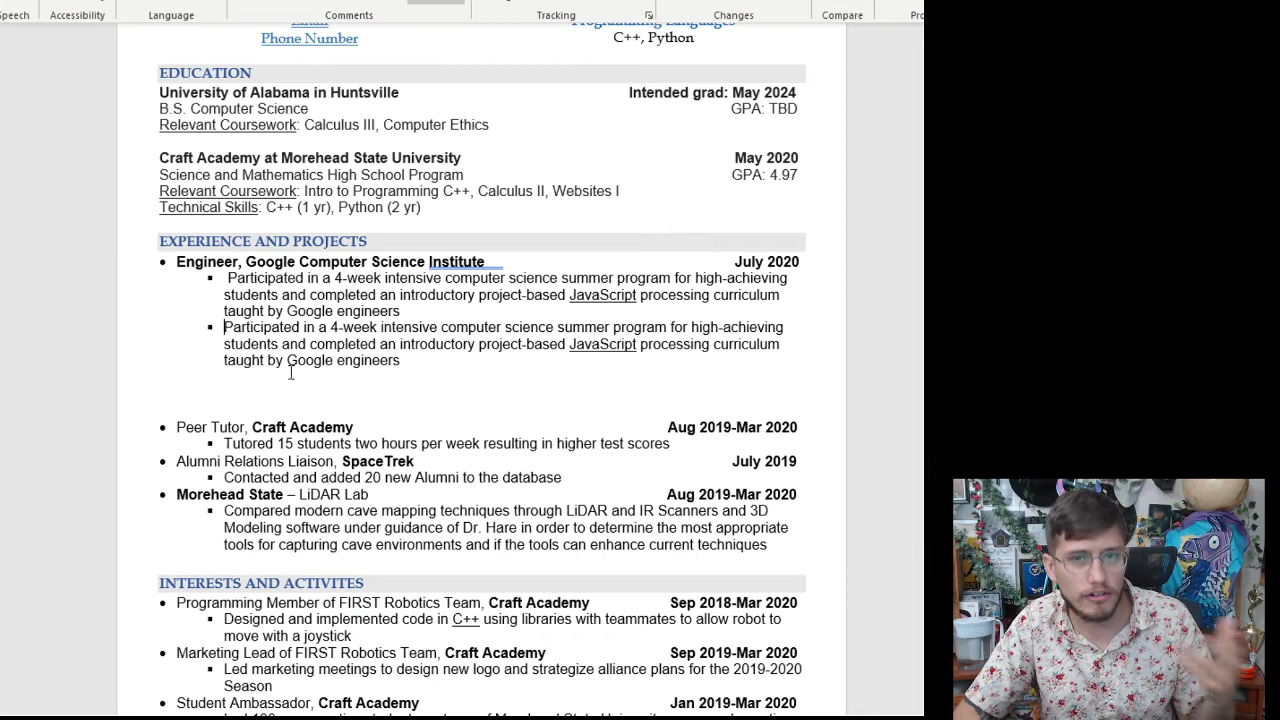 Speech
Accessibility
Language
Comments
Tracking
Changes
Compare
Email
Programming Languages
Phone Number
C++, Python
EDUCATION
University of Alabama in Huntsville Intended grad: May 2024
B.S. Computer Science GPA: TBD
Relevant Coursework: Calculus III, Computer Ethics
Craft Academy at Morehead State University May 2020
Science and Mathematics High School Program GPA: 4.97
Relevant Coursework: Intro to Programming C++, Calculus II, Websites I
Technical Skills: C++ (1 yr), Python (2 yr)
EXPERIENCE AND PROJECTS
• Engineer, Google Computer Science Institute July 2020
▪ Participated in a 4-week intensive computer science summer program for high-achieving
students and completed an introductory project-based JavaScript processing curriculum
taught by Google engineers
▪ Participated in a 4-week intensive computer science summer program for high-achieving
students and completed an introductory project-based JavaScript processing curriculum
taught by Google engineers
• Peer Tutor, Craft Academy Aug 2019-Mar 2020
▪ Tutored 15 students two hours per week resulting in higher test scores
• Alumni Relations Liaison, SpaceTrek July 2019
▪ Contacted and added 20 new Alumni to the database
• Morehead State – LiDAR Lab Aug 2019-Mar 2020
▪ Compared modern cave mapping techniques through LiDAR and IR Scanners and 3D
Modeling software under guidance of Dr. Hare in order to determine the most appropriate
tools for capturing cave environments and if the tools can enhance current techniques
INTERESTS AND ACTIVITES
• Programming Member of FIRST Robotics Team, Craft Academy Sep 2018-Mar 2020
▪ Designed and implemented code in C++ using libraries with teammates to allow robot to
move with a joystick
• Marketing Lead of FIRST Robotics Team, Craft Academy Sep 2019-Mar 2020
▪ Led marketing meetings to design new logo and strategize alliance plans for the 2019-2020
Season
• Student Ambassador, Craft Academy Jan 2019-Mar 2020